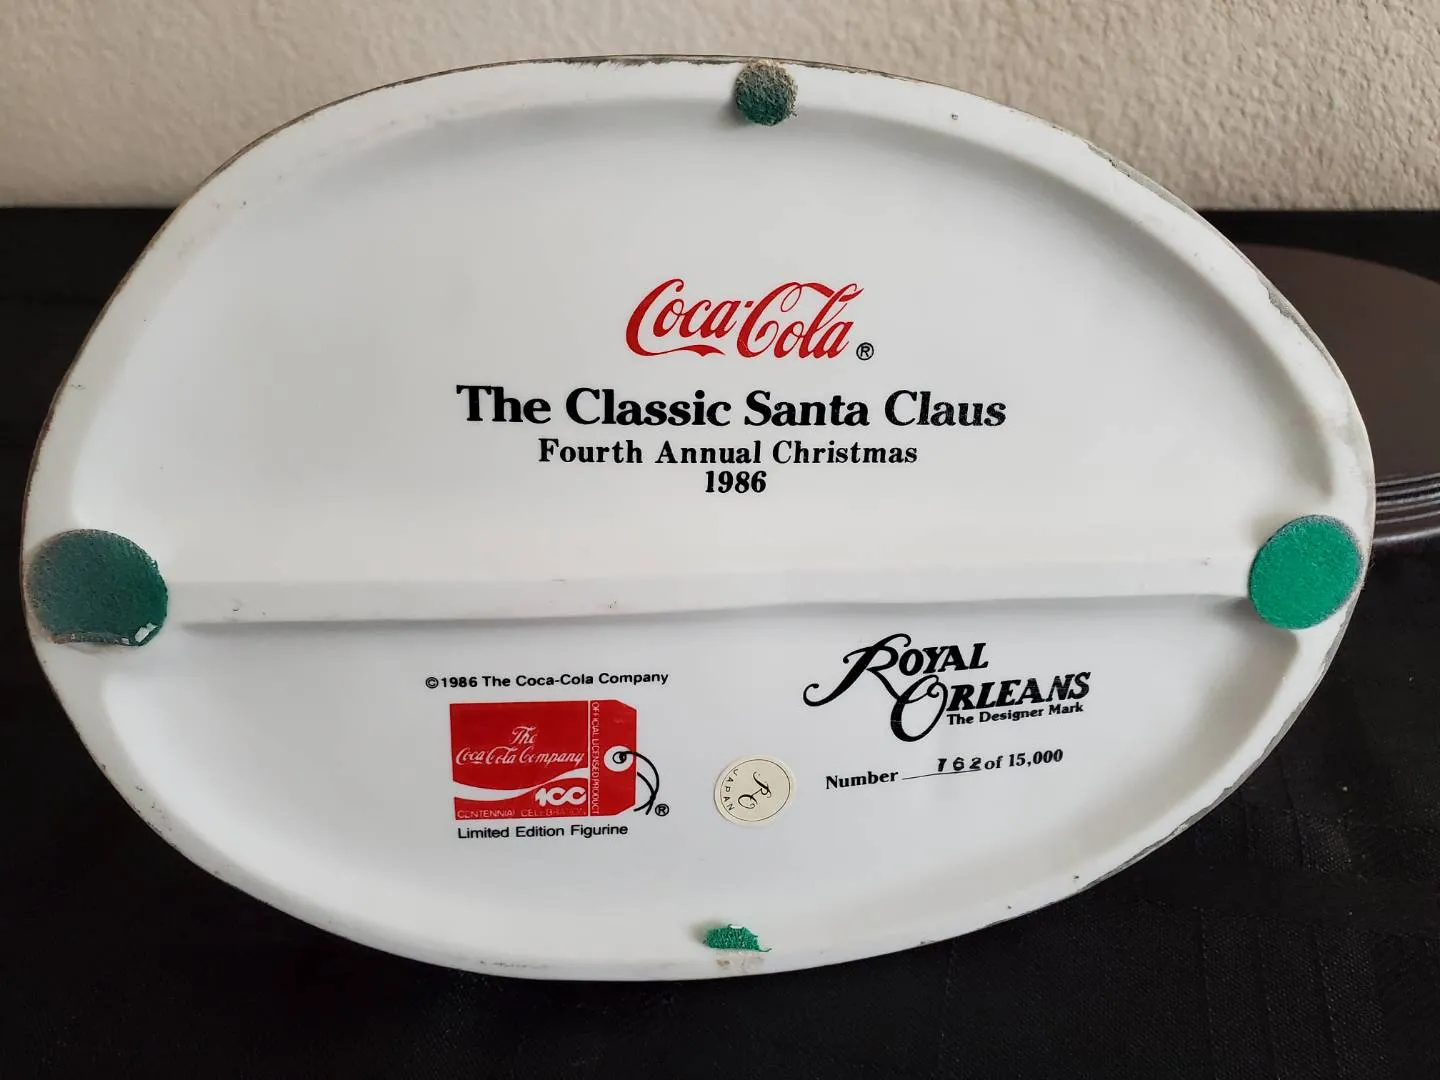 Coca-Cola ®
The Classic Santa Claus
Fourth Annual Christmas
1986
©1986 The Coca-Cola Company
The
Coca-Cola Company
100
CENTENNIAL CELEBRATION
OFFICIAL LICENSED PRODUCT
®
Limited Edition Figurine
JAPAN
ROYAL
ORLEANS
The Designer Mark
Number 762 of 15,000